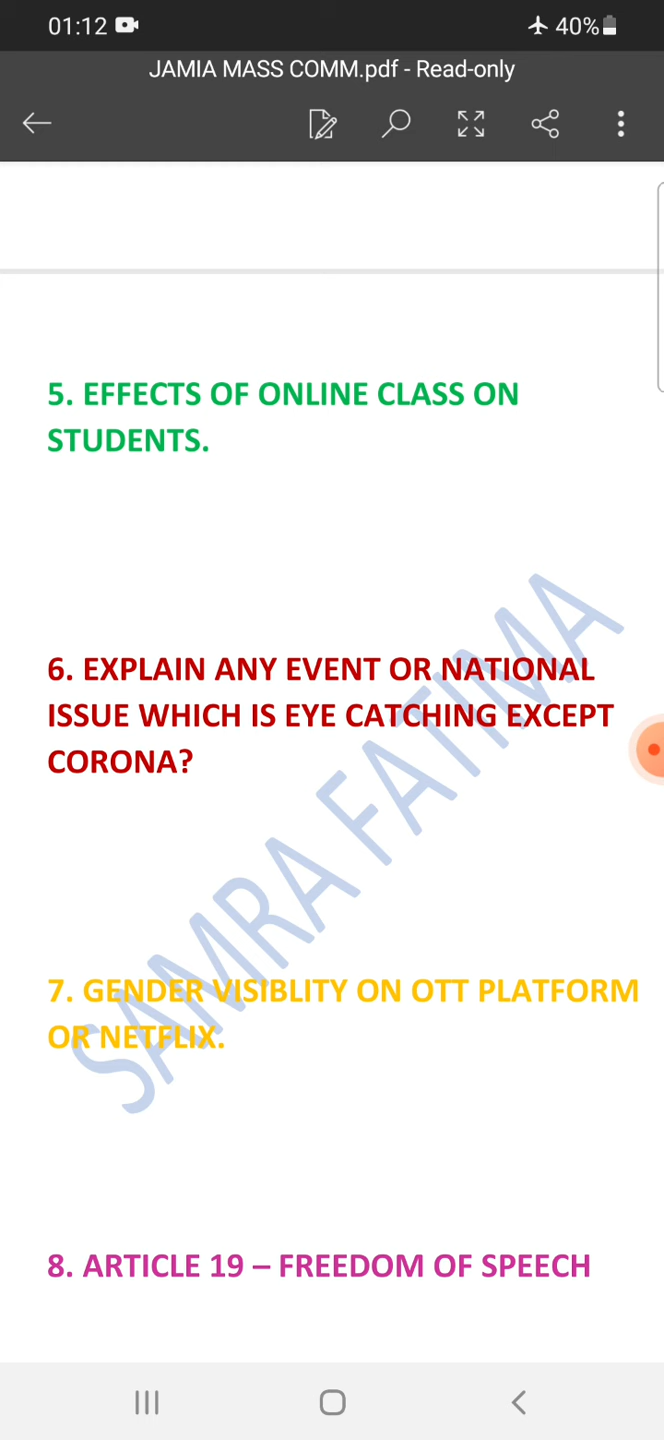 01:12 40%
JAMIA MASS COMM.pdf - Read-only
5. EFFECTS OF ONLINE CLASS ON
STUDENTS.
6. EXPLAIN ANY EVENT OR NATIONAL
ISSUE WHICH IS EYE CATCHING EXCEPT
CORONA?
SAMRA FATIMA
7. GENDER VISIBLITY ON OTT PLATFORM
OR NETFLIX.
8. ARTICLE 19 – FREEDOM OF SPEECH